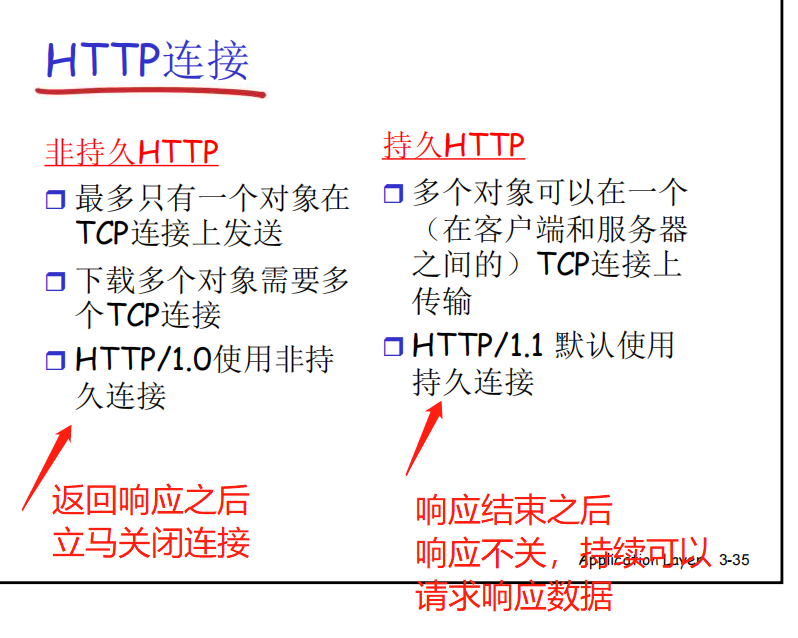 HTTP连接
非持久HTTP
最多只有一个对象在
TCP连接上发送
下载多个对象需要多
个TCP连接
HTTP/1.0使用非持
久连接
返回响应之后
立马关闭连接
持久HTTP
多个对象可以在一个
（在客户端和服务器
之间的）TCP连接上
传输
HTTP/1.1 默认使用
持久连接
响应结束之后
响应不关，持续可以
请求响应数据
Application Layer 3-35